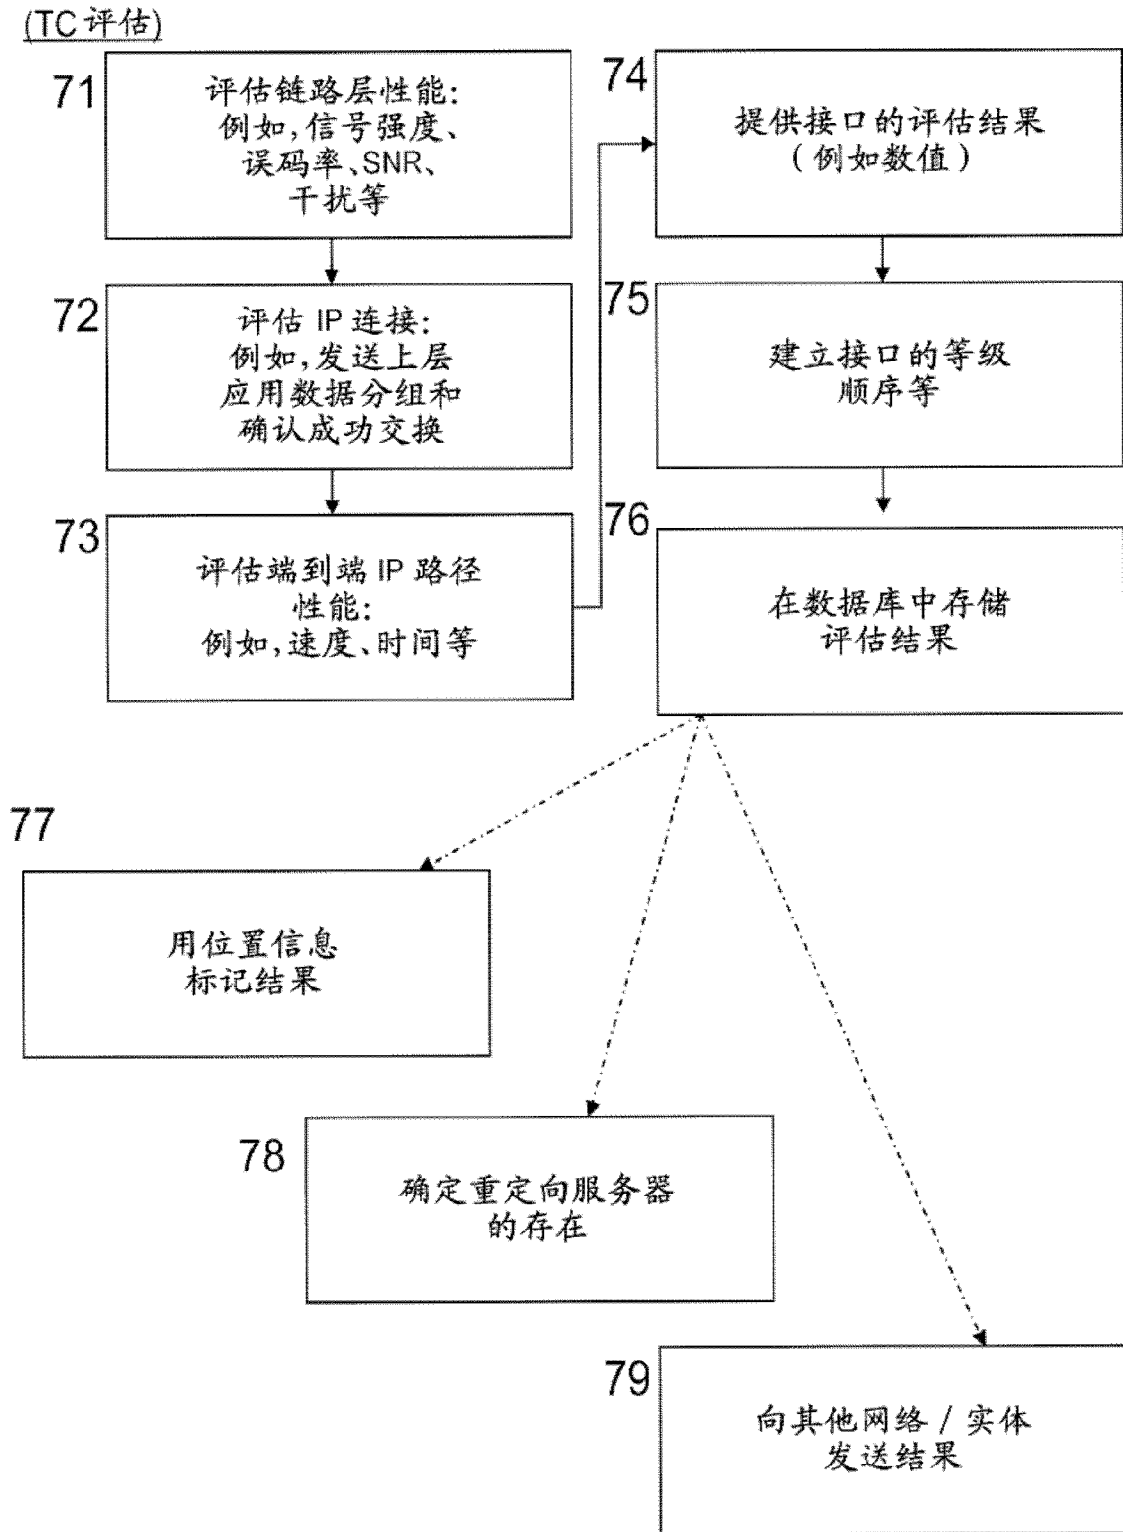 (TC 评估)
71
评估链路层性能:
例如,信号强度、
误码率、SNR、
干扰等
72
评估 IP 连接:
例如,发送上层
应用数据分组和
确认成功交换
73
评估端到端 IP 路径
性能:
例如,速度、时间等
74
提供接口的评估结果
(例如数值)
75
建立接口的等级
顺序等
76
在数据库中存储
评估结果
77
用位置信息
标记结果
78
确定重定向服务器
的存在
79
向其他网络 / 实体
发送结果